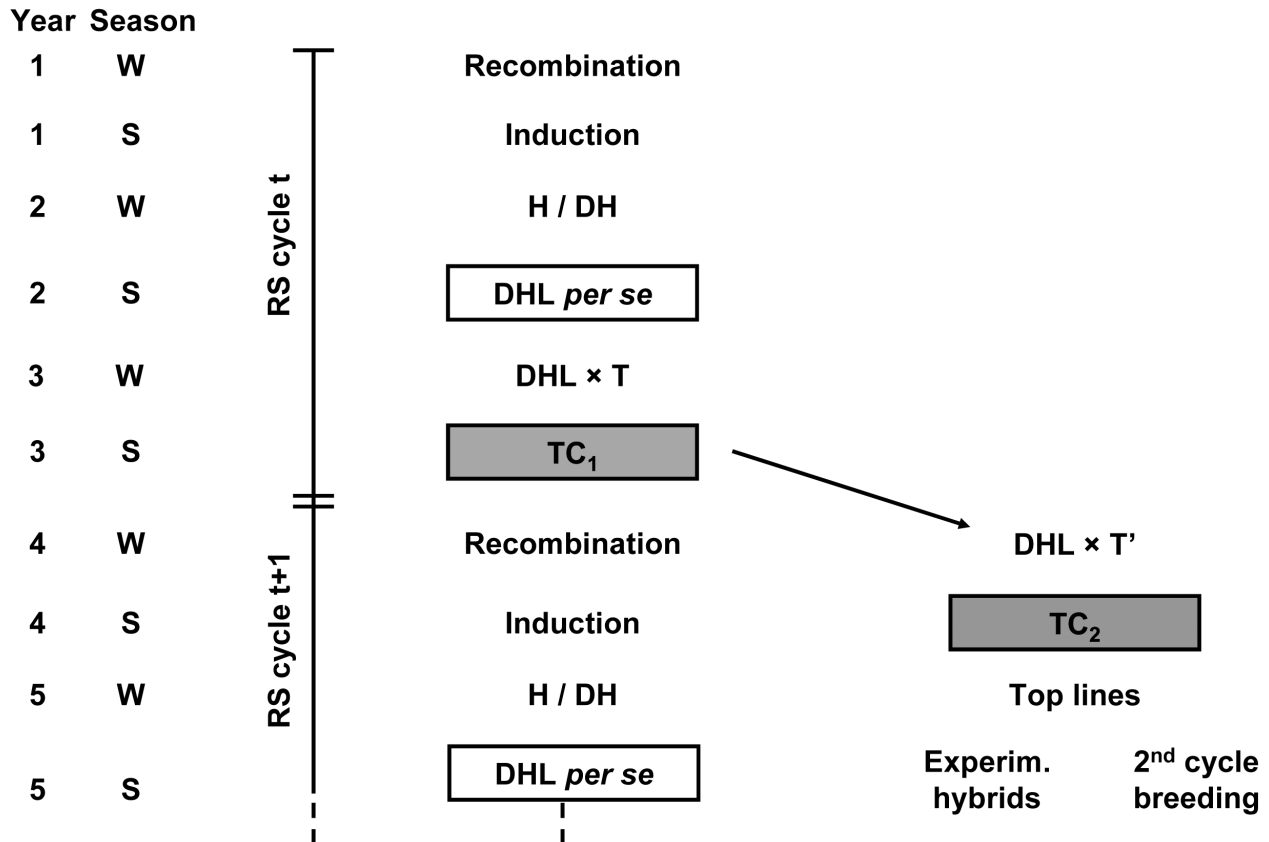 Year Season
1 W Recombination
1 S Induction
RS cycle t
2 W H / DH
2 S DHL per se
3 W DHL × T
3 S TC₁
4 W Recombination DHL × T’
RS cycle t+1
4 S Induction TC₂
5 W H / DH Top lines
5 S DHL per se
Experim. 2nd cycle
hybrids breeding